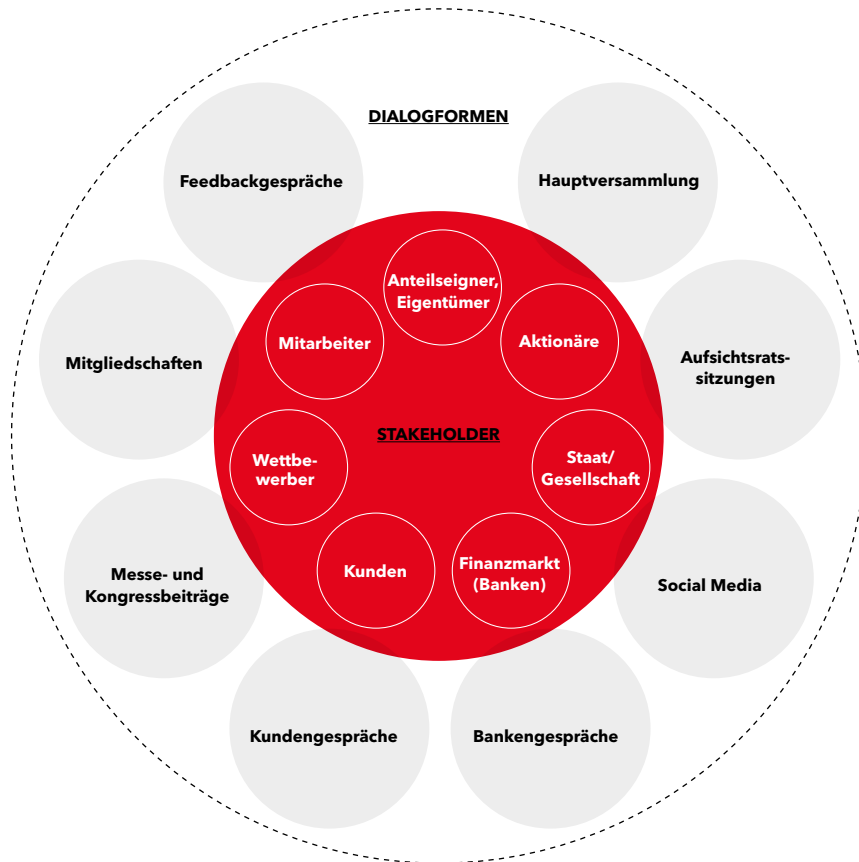 DIALOGFORMEN
Feedbackgespräche
Hauptversammlung
Anteilseigner,
Eigentümer
Mitarbeiter
Aktionäre
Mitgliedschaften
Aufsichtsrats-
sitzungen
STAKEHOLDER
Wettbe-
werber
Staat/
Gesellschaft
Kunden
Finanzmarkt
(Banken)
Messe- und
Kongressbeiträge
Social Media
Kundengespräche
Bankengespräche